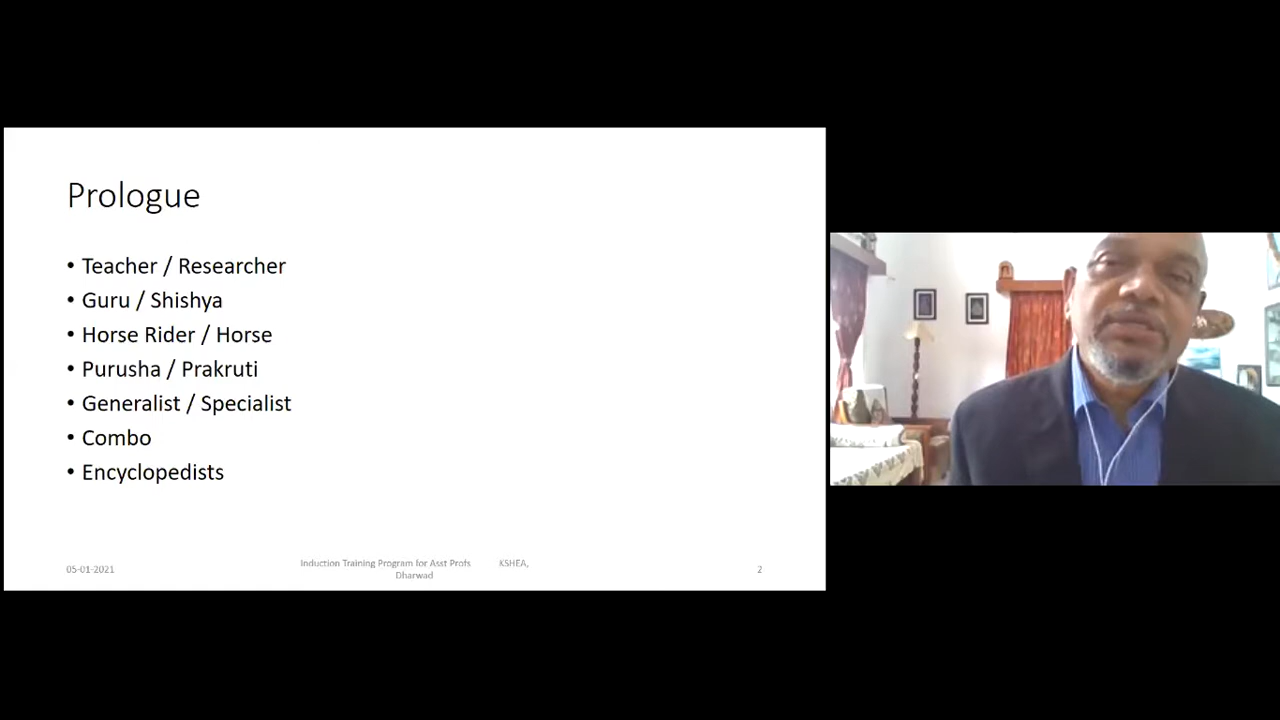 Prologue
• Teacher / Researcher
• Guru / Shishya
• Horse Rider / Horse
• Purusha / Prakruti
• Generalist / Specialist
• Combo
• Encyclopedists
05-01-2021
Induction Training Program for Asst Profs KSHEA,
Dharwad
2